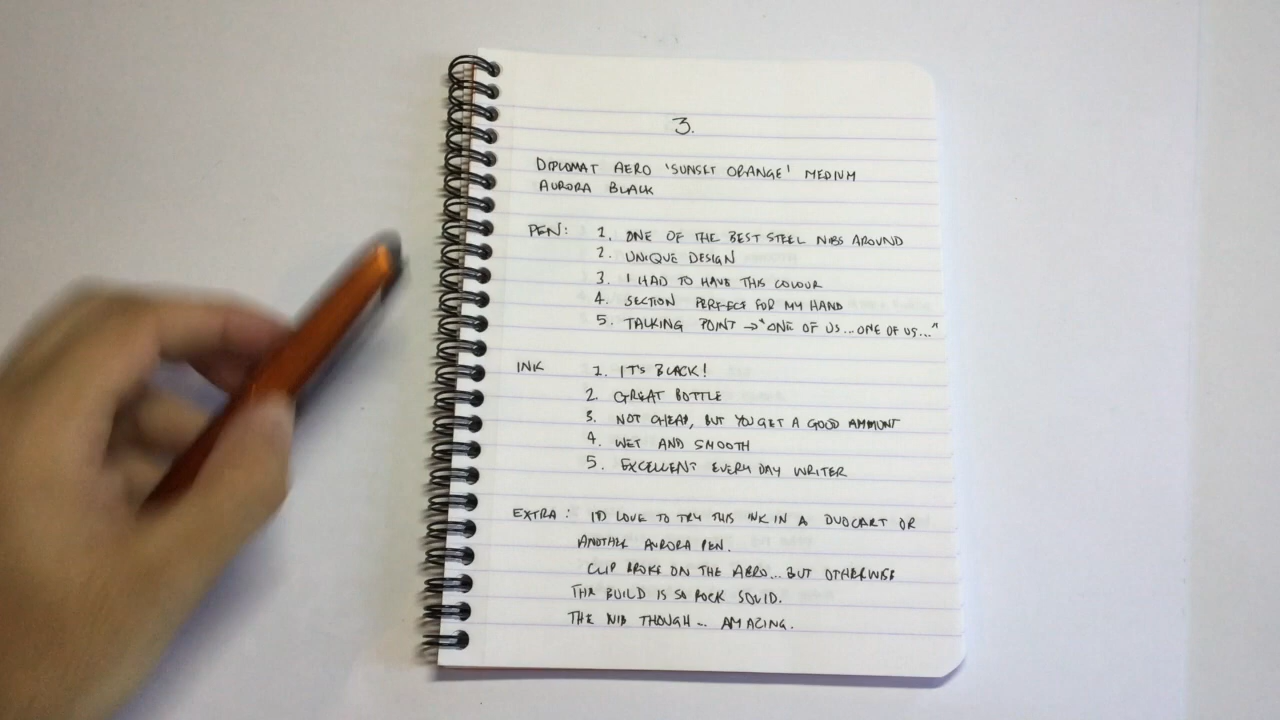 3.
DIPLOMAT AERO 'SUNSET ORANGE' MEDIUM
AURORA BLACK
PEN: 1. ONE OF THE BEST STEEL NIBS AROUND
2. UNIQUE DESIGN
3. I HAD TO HAVE THIS COLOUR
4. SECTION PERFECT FOR MY HAND
5. TALKING POINT → "ONE OF US... ONE OF US..."
INK 1. IT'S BLACK!
2. GREAT BOTTLE
3. NOT CHEAP, BUT YOU GET A GOOD AMMUNT
4. WET AND SMOOTH
5. EXCELLENT EVERY DAY WRITER
EXTRA: I'D LOVE TO TRY THIS INK IN A DUOCART OR
ANOTHER AURORA PEN.
CLIP BROKE ON THE AERO... BUT OTHERWISE
THE BUILD IS SO ROCK SOLID.
THE NIB THOUGH... AMAZING.